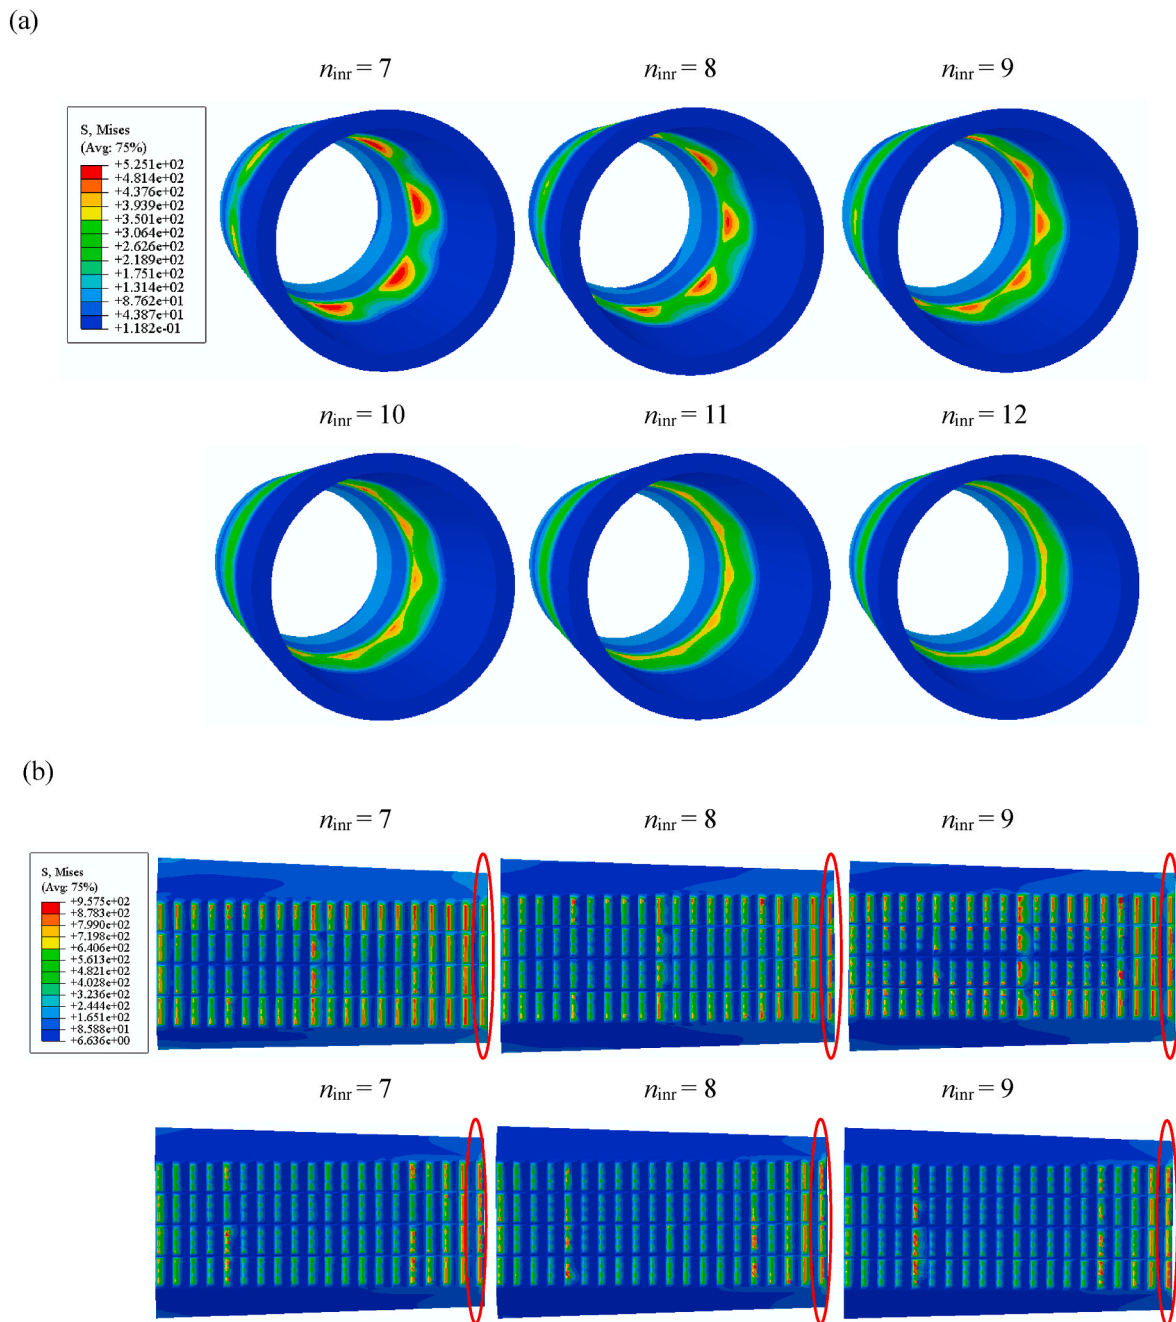 (a)
n_inr = 7
n_inr = 8
n_inr = 9
S, Mises
(Avg: 75%)
+5.251e+02
+4.814e+02
+4.376e+02
+3.939e+02
+3.501e+02
+3.064e+02
+2.626e+02
+2.189e+02
+1.751e+02
+1.314e+02
+8.762e+01
+4.387e+01
+1.182e-01
n_inr = 10
n_inr = 11
n_inr = 12
(b)
n_inr = 7
n_inr = 8
n_inr = 9
S, Mises
(Avg: 75%)
+9.575e+02
+8.783e+02
+7.990e+02
+7.198e+02
+6.406e+02
+5.613e+02
+4.821e+02
+4.028e+02
+3.236e+02
+2.444e+02
+1.651e+02
+8.588e+01
+6.636e+00
n_inr = 7
n_inr = 8
n_inr = 9